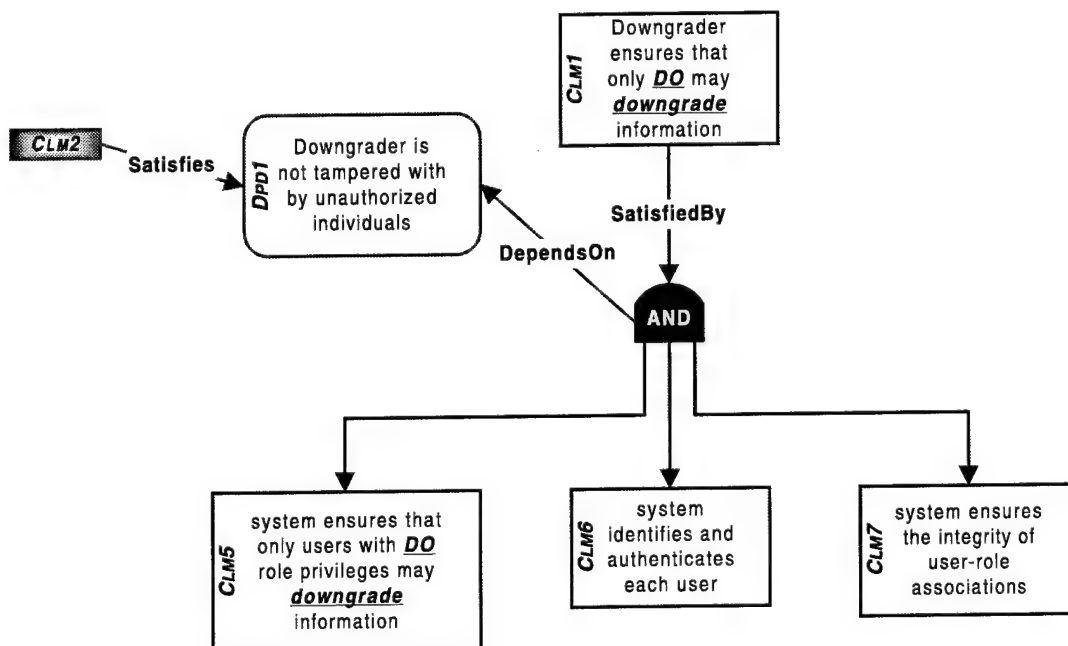 CLM1
Downgrader
ensures that
only DO may
downgrade
information
CLM2
Satisfies
DPD1
Downgrader is
not tampered with
by unauthorized
individuals
SatisfiedBy
DependsOn
AND
CLM5
system ensures that
only users with DO
role privileges may
downgrade
information
CLM6
system
identifies and
authenticates
each user
CLM7
system ensures
the integrity of
user-role
associations